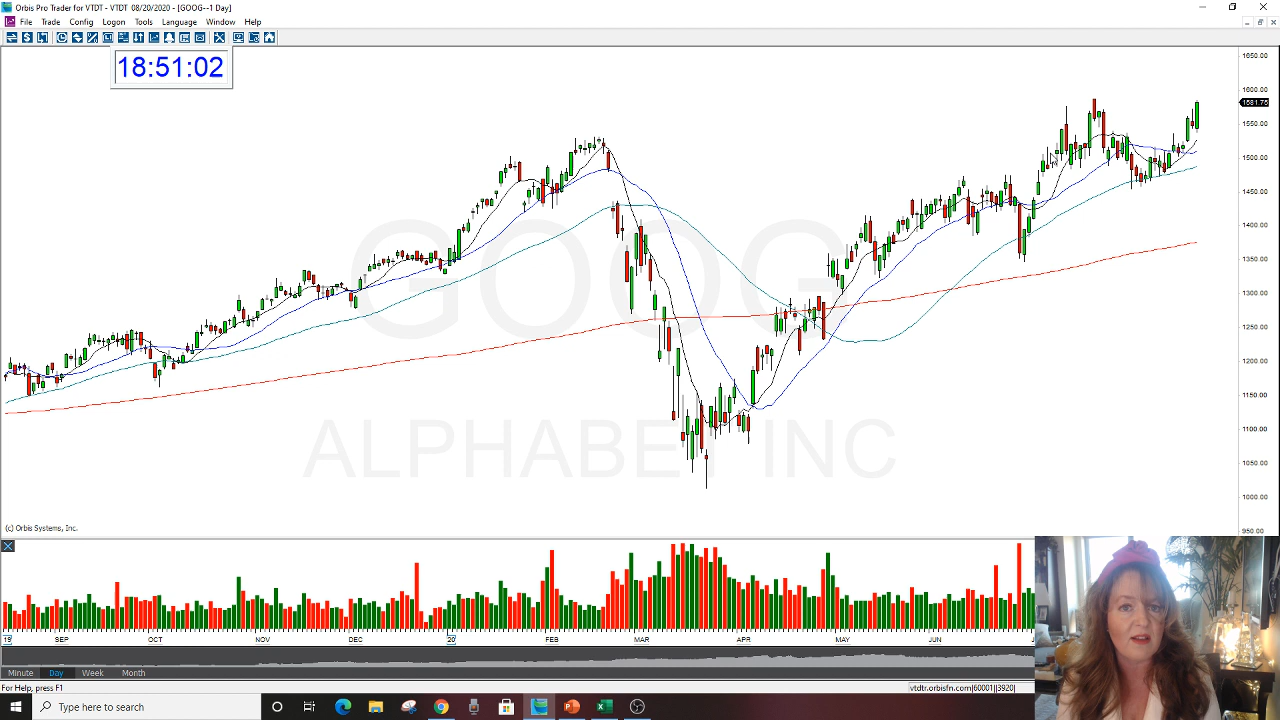 Orbis Pro Trader for VTDT - VTDT 08/20/2020 - [GOOG--1 Day]
File Trade Config Logon Tools Language Window Help
18:51:02
1650.00
1600.00
1581.75
1550.00
1500.00
1450.00
1400.00
1350.00
1300.00
1250.00
1200.00
1150.00
1100.00
1050.00
1000.00
950.00
GOOG
ALPHABET INC
(c) Orbis Systems, Inc.
19 SEP OCT NOV DEC 20 FEB MAR APR MAY JUN
Minute Day Week Month
For Help, press F1
vtdtr.orbisfn.com|60001||3920|
Type here to search